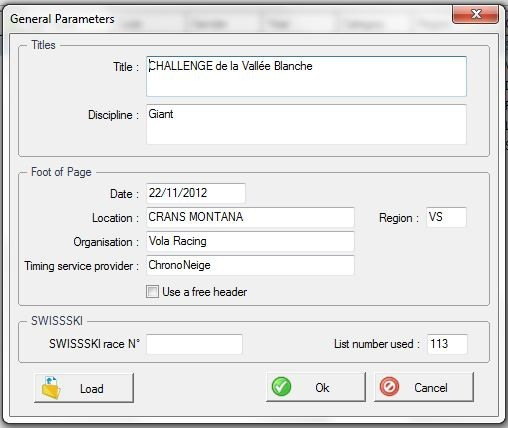 General Parameters
Titles
Title : CHALLENGE de la Vallée Blanche
Discipline : Giant
Foot of Page
Date : 22/11/2012
Location : CRANS MONTANA Region : VS
Organisation : Vola Racing
Timing service provider : ChronoNeige
Use a free header
SWISSSKI
SWISSSKI race N° List number used : 113
Load Ok Cancel